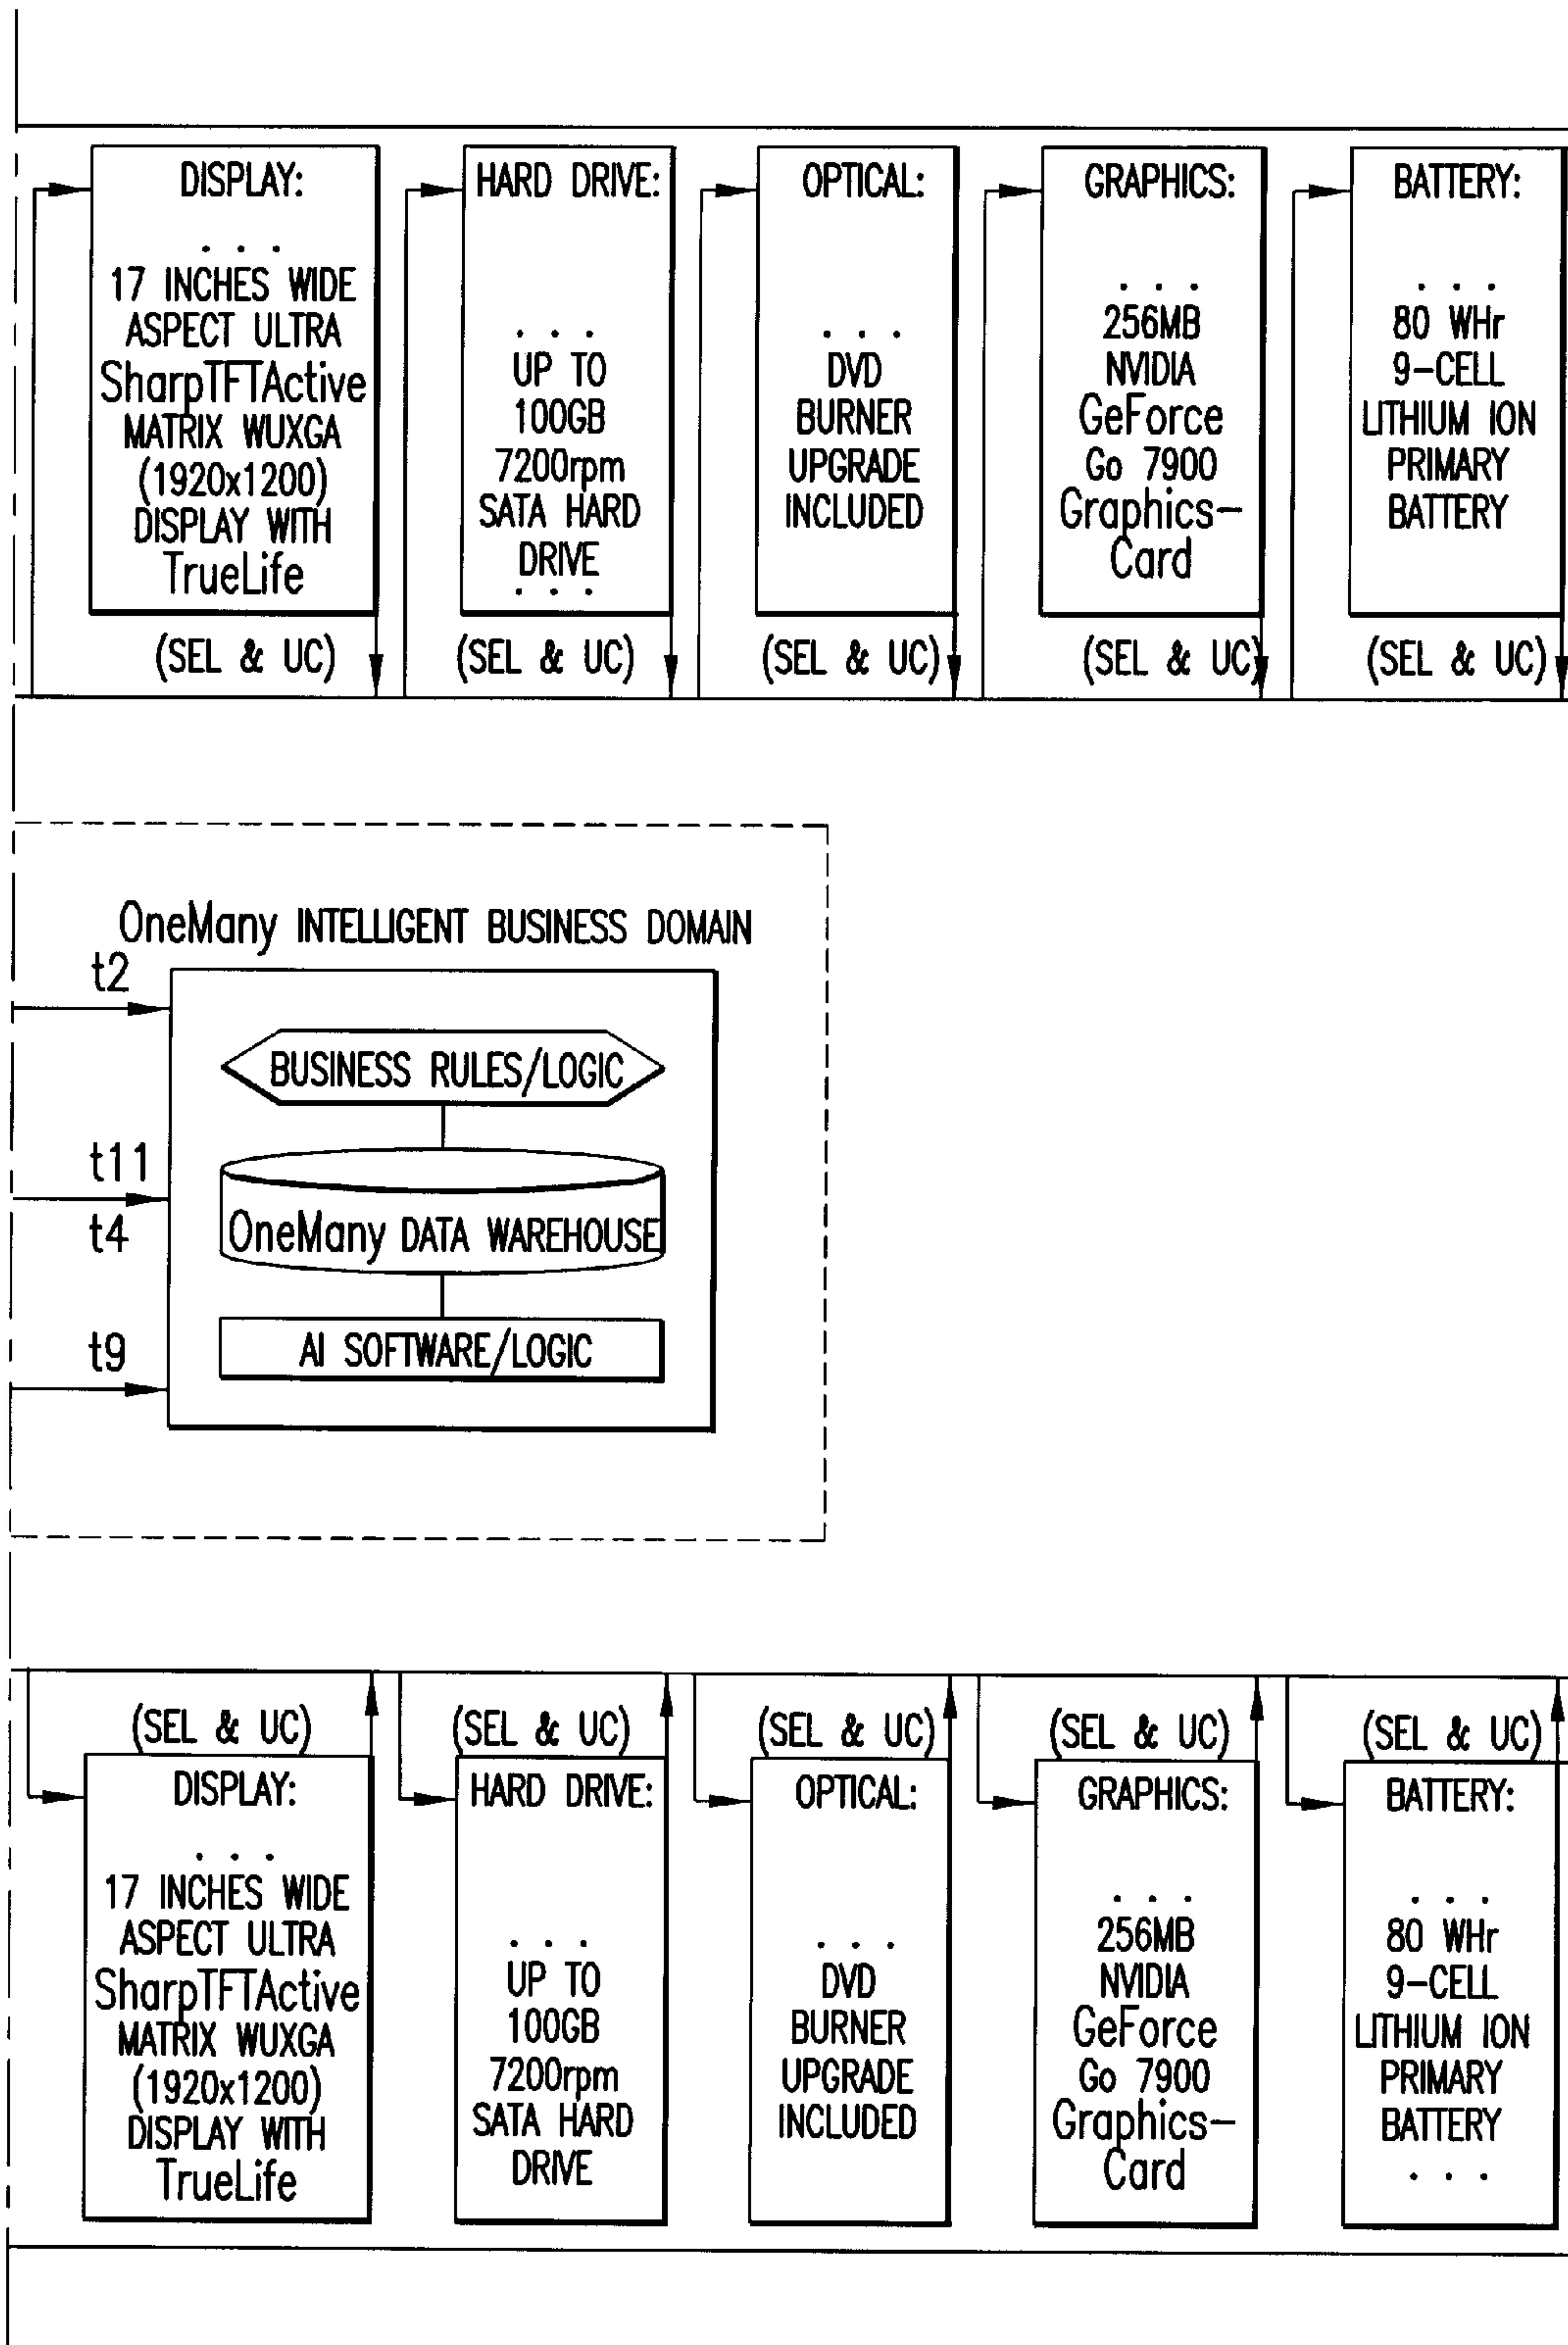 DISPLAY:
. . .
17 INCHES WIDE
ASPECT ULTRA
SharpTFTActive
MATRIX WUXGA
(1920x1200)
DISPLAY WITH
TrueLife
(SEL & UC)
HARD DRIVE:
. . .
UP TO
100GB
7200rpm
SATA HARD
DRIVE
. . .
(SEL & UC)
OPTICAL:
. . .
DVD
BURNER
UPGRADE
INCLUDED
(SEL & UC)
GRAPHICS:
. . .
256MB
NVIDIA
GeForce
Go 7900
Graphics-
Card
(SEL & UC)
BATTERY:
. . .
80 WHr
9-CELL
LITHIUM ION
PRIMARY
BATTERY
(SEL & UC)
OneMany INTELLIGENT BUSINESS DOMAIN
t2
BUSINESS RULES/LOGIC
t11
t4
OneMany DATA WAREHOUSE
t9
AI SOFTWARE/LOGIC
(SEL & UC)
DISPLAY:
. . .
17 INCHES WIDE
ASPECT ULTRA
SharpTFTActive
MATRIX WUXGA
(1920x1200)
DISPLAY WITH
TrueLife
(SEL & UC)
HARD DRIVE:
. . .
UP TO
100GB
7200rpm
SATA HARD
DRIVE
(SEL & UC)
OPTICAL:
. . .
DVD
BURNER
UPGRADE
INCLUDED
(SEL & UC)
GRAPHICS:
. . .
256MB
NVIDIA
GeForce
Go 7900
Graphics-
Card
(SEL & UC)
BATTERY:
. . .
80 WHr
9-CELL
LITHIUM ION
PRIMARY
BATTERY
. . .